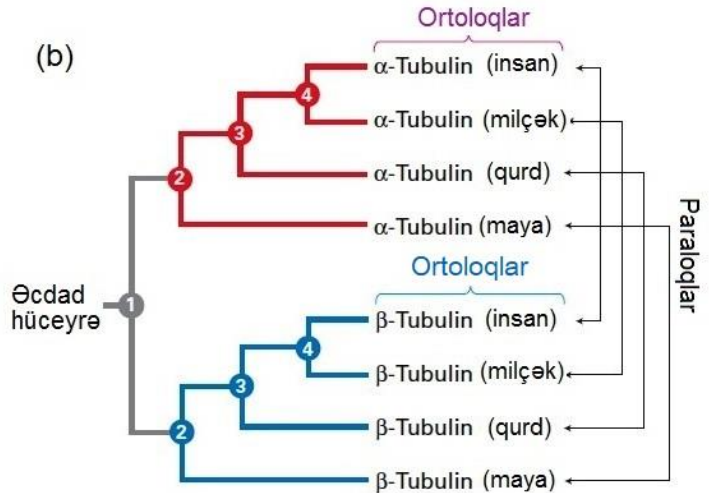 (b)
Ortoloqlar
α-Tubulin (insan)
α-Tubulin (milçək)
α-Tubulin (qurd)
α-Tubulin (maya)
Ortoloqlar
β-Tubulin (insan)
β-Tubulin (milçək)
β-Tubulin (qurd)
β-Tubulin (maya)
Əcdad
hüceyrə
1
2
3
4
2
3
4
Paraloqlar